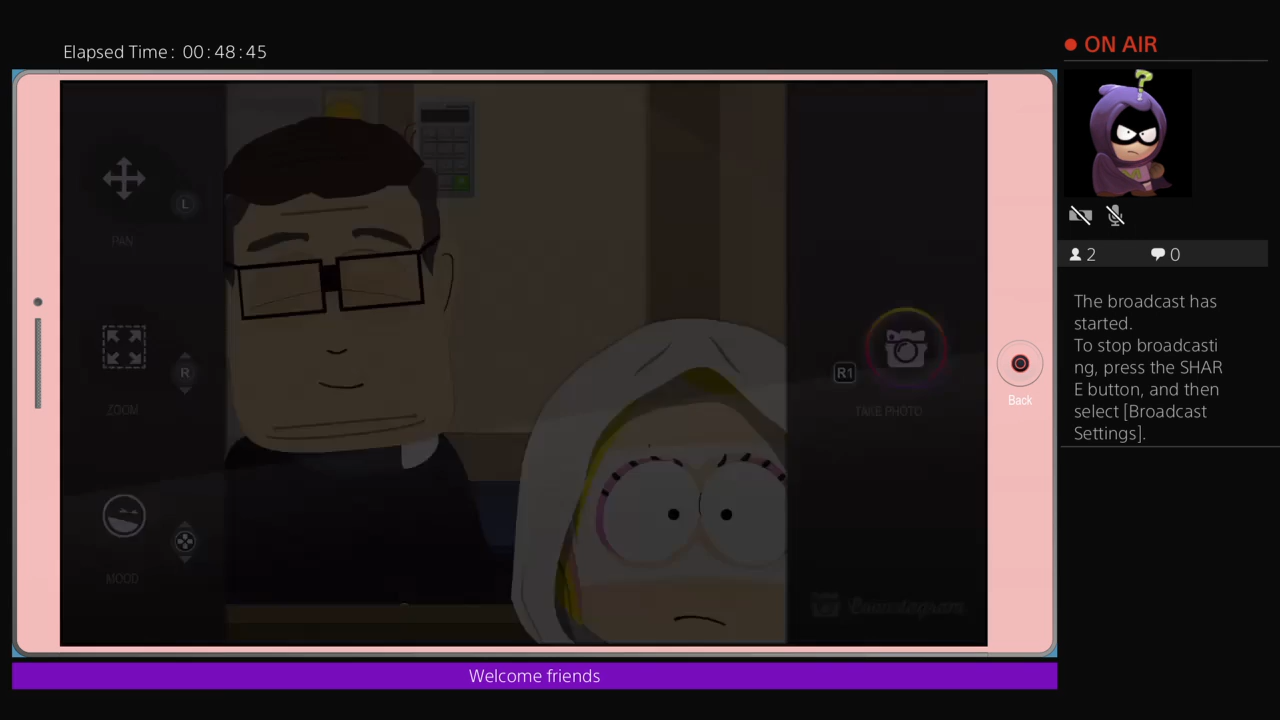 Elapsed Time: 00:48:45
ON AIR
PAN
L
ZOOM
R
MOOD
R1
TAKE PHOTO
Back
Coonstagram
2
0
The broadcast has
started.
To stop broadcasti
ng, press the SHAR
E button, and then
select [Broadcast
Settings].
Welcome friends